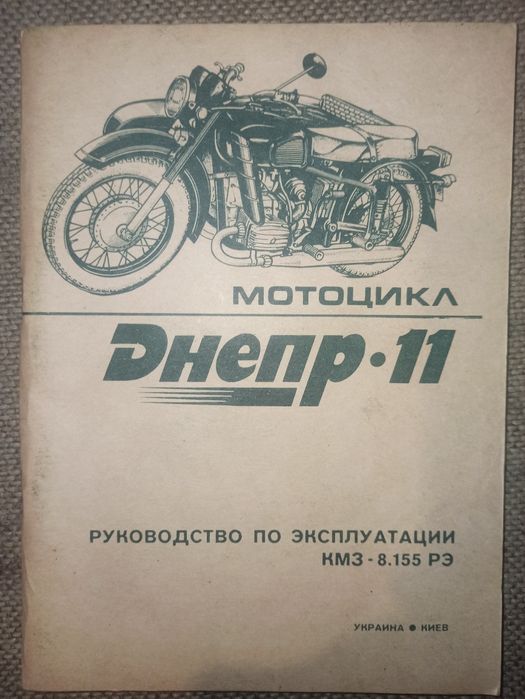 МОТОЦИКЛ
Днепр·11
РУКОВОДСТВО ПО ЭКСПЛУАТАЦИИ
КМЗ - 8.155 РЭ
УКРАИНА ● КИЕВ